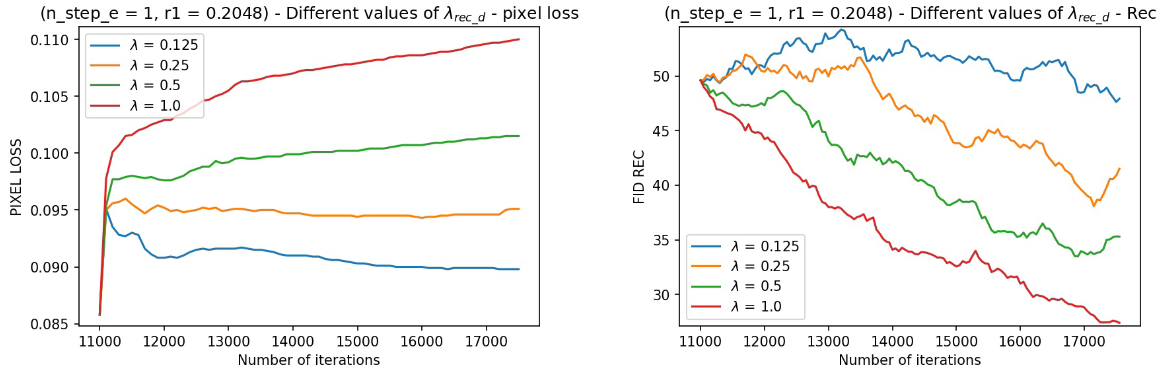 (n_step_e = 1, r1 = 0.2048) - Different values of λrec_d - pixel loss
0.110
0.105
0.100
0.095
0.090
0.085
PIXEL LOSS
λ = 0.125
λ = 0.25
λ = 0.5
λ = 1.0
11000 12000 13000 14000 15000 16000 17000
Number of iterations
(n_step_e = 1, r1 = 0.2048) - Different values of λrec_d - Rec
50
45
40
35
30
FID REC
λ = 0.125
λ = 0.25
λ = 0.5
λ = 1.0
11000 12000 13000 14000 15000 16000 17000
Number of iterations